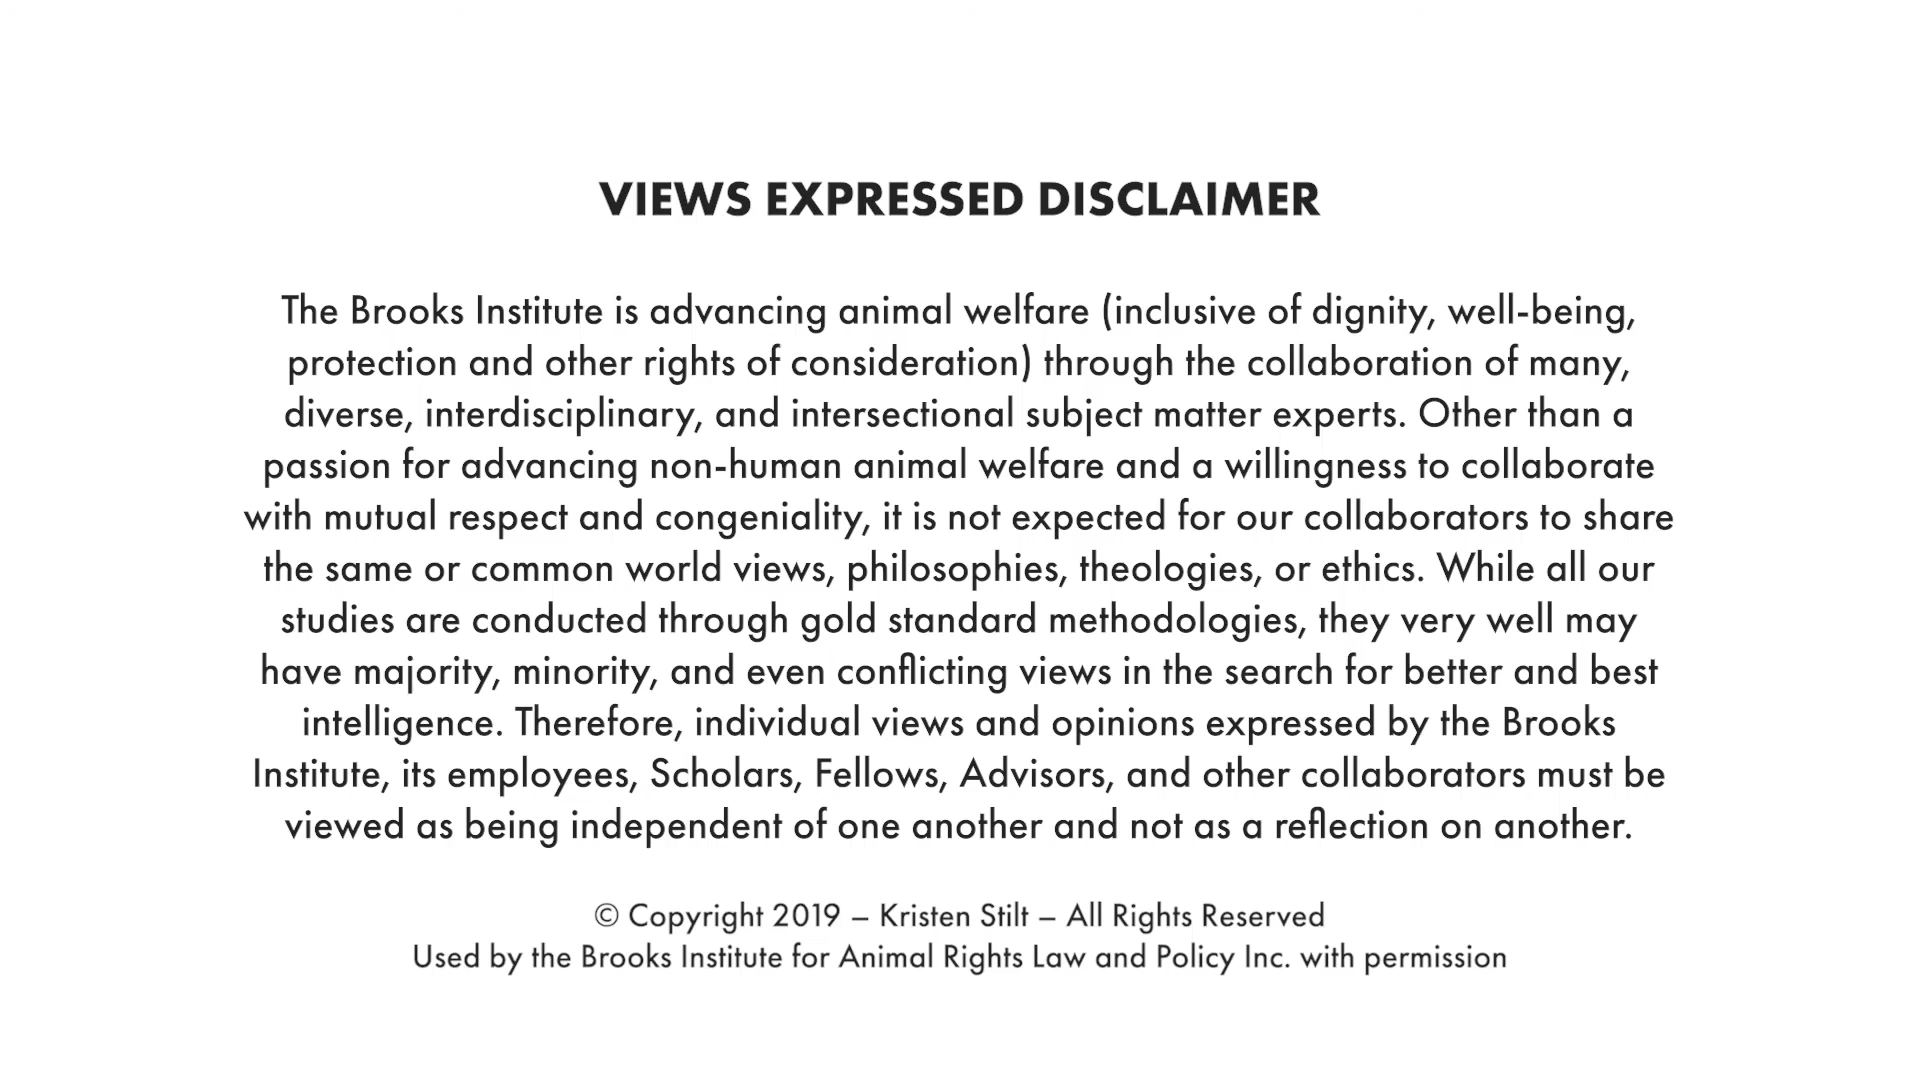 VIEWS EXPRESSED DISCLAIMER
The Brooks Institute is advancing animal welfare (inclusive of dignity, well-being,
protection and other rights of consideration) through the collaboration of many,
diverse, interdisciplinary, and intersectional subject matter experts. Other than a
passion for advancing non-human animal welfare and a willingness to collaborate
with mutual respect and congeniality, it is not expected for our collaborators to share
the same or common world views, philosophies, theologies, or ethics. While all our
studies are conducted through gold standard methodologies, they very well may
have majority, minority, and even conflicting views in the search for better and best
intelligence. Therefore, individual views and opinions expressed by the Brooks
Institute, its employees, Scholars, Fellows, Advisors, and other collaborators must be
viewed as being independent of one another and not as a reflection on another.
© Copyright 2019 – Kristen Stilt – All Rights Reserved
Used by the Brooks Institute for Animal Rights Law and Policy Inc. with permission